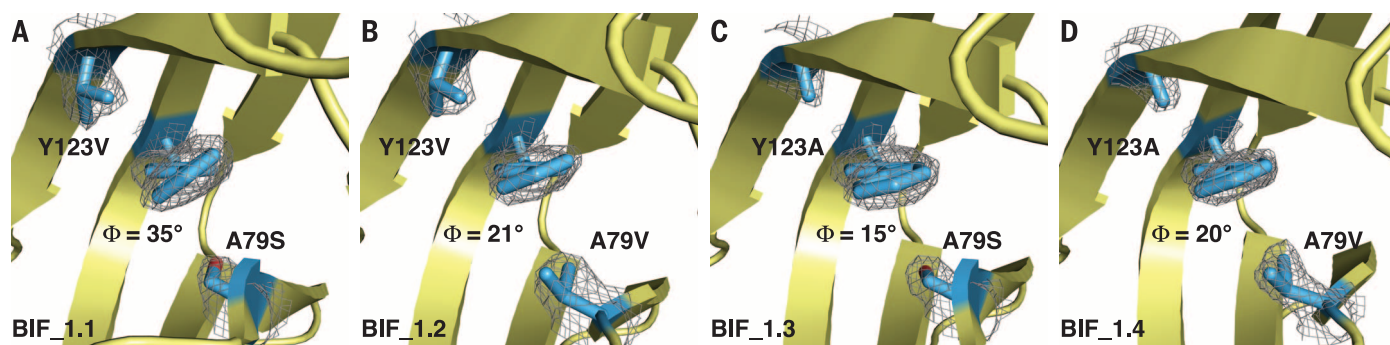 A
Y123V
Φ = 35°
A79S
BIF_1.1
B
Y123V
Φ = 21°
A79V
BIF_1.2
C
Y123A
Φ = 15°
A79S
BIF_1.3
D
Y123A
Φ = 20°
A79V
BIF_1.4